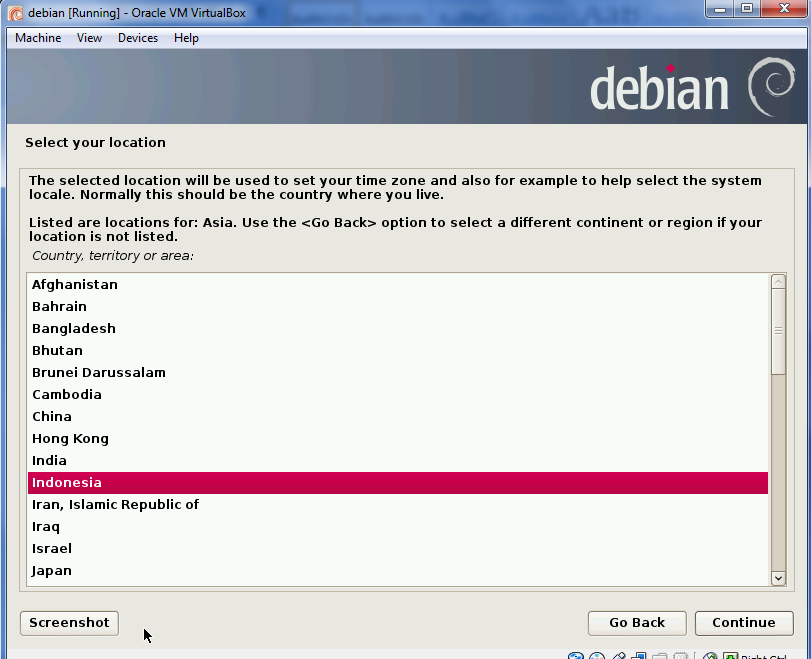 debian [Running] - Oracle VM VirtualBox
Machine View Devices Help
debian
Select your location
The selected location will be used to set your time zone and also for example to help select the system
locale. Normally this should be the country where you live.
Listed are locations for: Asia. Use the <Go Back> option to select a different continent or region if your
location is not listed.
Country, territory or area:
Afghanistan
Bahrain
Bangladesh
Bhutan
Brunei Darussalam
Cambodia
China
Hong Kong
India
Indonesia
Iran, Islamic Republic of
Iraq
Israel
Japan
Screenshot Go Back Continue
Right Ctrl